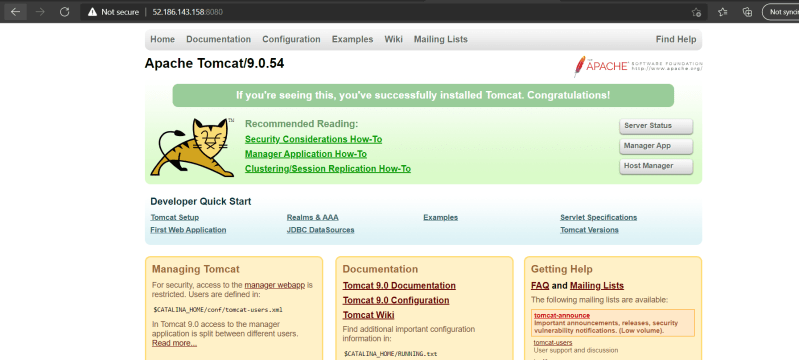 Not secure 52.186.143.158:8080 Not syncing
Home Documentation Configuration Examples Wiki Mailing Lists Find Help
Apache Tomcat/9.0.54
APACHE SOFTWARE FOUNDATION
http://www.apache.org/
If you're seeing this, you've successfully installed Tomcat. Congratulations!
TM
Recommended Reading:
Security Considerations How-To
Manager Application How-To
Clustering/Session Replication How-To
Server Status
Manager App
Host Manager
Developer Quick Start
Tomcat Setup
First Web Application
Realms & AAA
JDBC DataSources
Examples
Servlet Specifications
Tomcat Versions
Managing Tomcat
For security, access to the manager webapp is
restricted. Users are defined in:
$CATALINA_HOME/conf/tomcat-users.xml
In Tomcat 9.0 access to the manager
application is split between different users.
Read more...
Documentation
Tomcat 9.0 Documentation
Tomcat 9.0 Configuration
Tomcat Wiki
Find additional important configuration
information in:
$CATALINA_HOME/RUNNING.txt
Getting Help
FAQ and Mailing Lists
The following mailing lists are available:
tomcat-announce
Important announcements, releases, security
vulnerability notifications. (Low volume).
tomcat-users
User support and discussion